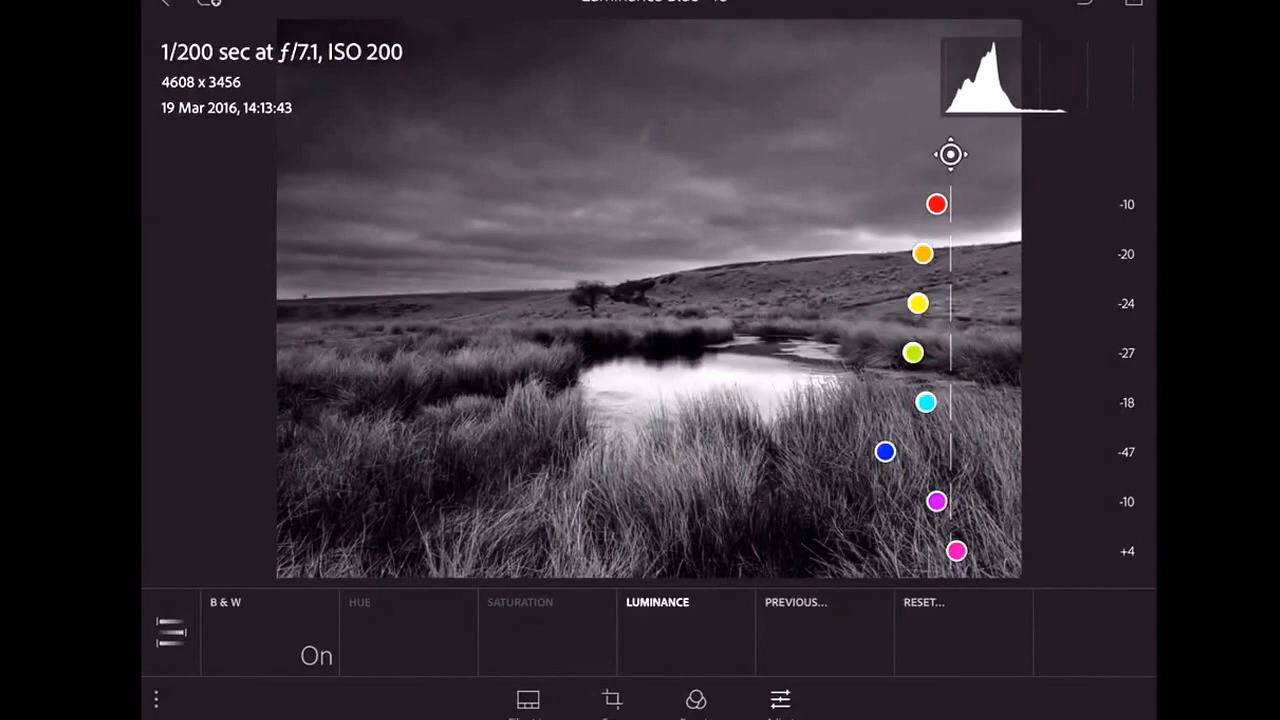 1/200 sec at ƒ/7.1, ISO 200
4608 x 3456
19 Mar 2016, 14:13:43
-10
-20
-24
-27
-18
-47
-10
+4
B & W
On
HUE
SATURATION
LUMINANCE
PREVIOUS...
RESET...